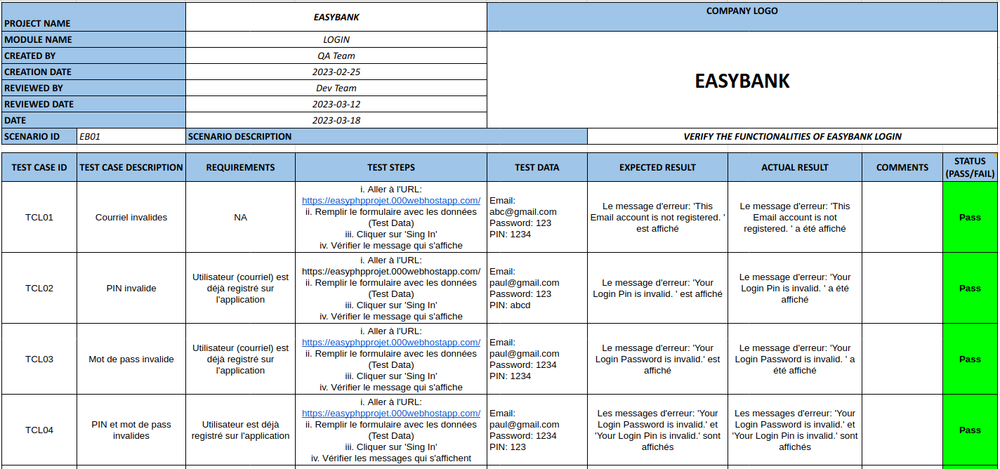 PROJECT NAME
EASYBANK
COMPANY LOGO
MODULE NAME
LOGIN
CREATED BY
QA Team
CREATION DATE
2023-02-25
REVIEWED BY
Dev Team
REVIEWED DATE
2023-03-12
DATE
2023-03-18
EASYBANK
SCENARIO ID
EB01
SCENARIO DESCRIPTION
VERIFY THE FUNCTIONALITIES OF EASYBANK LOGIN
TEST CASE ID
TEST CASE DESCRIPTION
REQUIREMENTS
TEST STEPS
TEST DATA
EXPECTED RESULT
ACTUAL RESULT
COMMENTS
STATUS
(PASS/FAIL)
TCL01
Courriel invalides
NA
i. Aller à l'URL:
https://easyphpprojet.000webhostapp.com/
ii. Remplir le formulaire avec les données
(Test Data)
iii. Cliquer sur 'Sing In'
iv. Vérifier le message qui s'affiche
Email:
abc@gmail.com
Password: 123
PIN: 1234
Le message d'erreur: 'This
Email account is not registered. '
est affiché
Le message d'erreur: 'This
Email account is not
registered. ' a été affiché
Pass
TCL02
PIN invalide
Utilisateur (courriel) est
déjà registré sur
l'application
i. Aller à l'URL:
https://easyphpprojet.000webhostapp.com/
ii. Remplir le formulaire avec les données
(Test Data)
iii. Cliquer sur 'Sing In'
iv. Vérifier le message qui s'affiche
Email:
paul@gmail.com
Password: 123
PIN: abcd
Le message d'erreur: 'Your
Login Pin is invalid. ' est affiché
Le message d'erreur: 'Your
Login Pin is invalid. ' a été
affiché
Pass
TCL03
Mot de pass invalide
Utilisateur (courriel) est
déjà registré sur
l'application
i. Aller à l'URL:
https://easyphpprojet.000webhostapp.com/
ii. Remplir le formulaire avec les données
(Test Data)
iii. Cliquer sur 'Sing In'
iv. Vérifier le message qui s'affiche
Email:
paul@gmail.com
Password: 1234
PIN: 1234
Le message d'erreur: 'Your
Login Password is invalid.' est
affiché
Le message d'erreur: 'Your
Login Password is invalid. ' a
été affiché
Pass
TCL04
PIN et mot de pass
invalides
Utilisateur est déjà
registré sur l'application
i. Aller à l'URL:
https://easyphpprojet.000webhostapp.com/
ii. Remplir le formulaire avec les données
(Test Data)
iii. Cliquer sur 'Sing In'
iv. Vérifier les messages qui s'affichent
Email:
paul@gmail.com
Password: 1234
PIN: 123
Les messages d'erreur: 'Your
Login Password is invalid.' et
'Your Login Pin is invalid.' sont
affichés
Les messages d'erreur: 'Your
Login Password is invalid.' et
'Your Login Pin is invalid.' sont
affichés
Pass